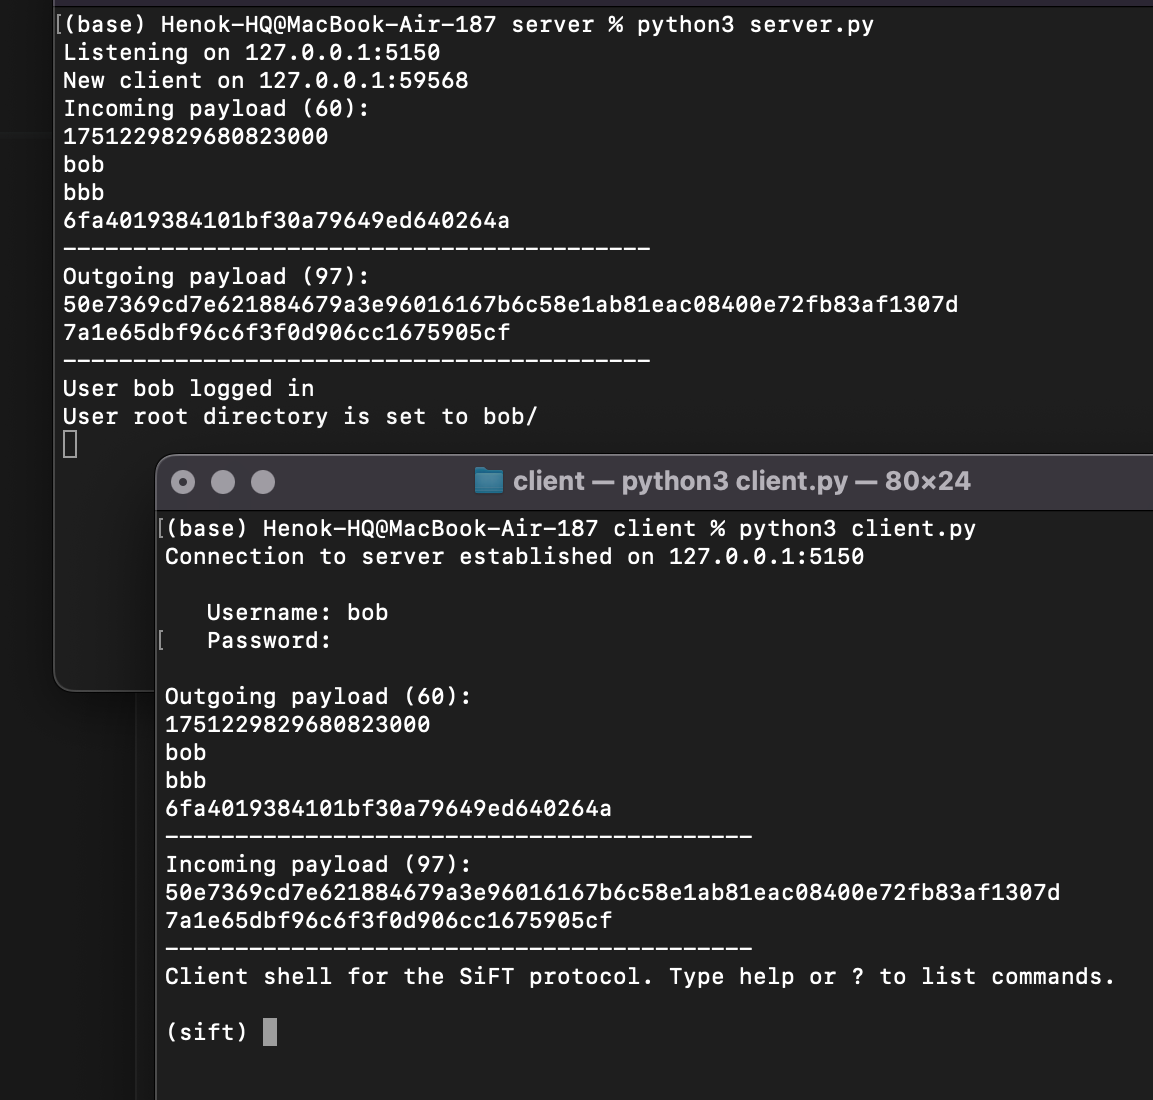 (base) Henok-HQ@MacBook-Air-187 server % python3 server.py
Listening on 127.0.0.1:5150
New client on 127.0.0.1:59568
Incoming payload (60):
1751229829680823000
bob
bbb
6fa4019384101bf30a79649ed640264a
------------------------------------------
Outgoing payload (97):
50e7369cd7e621884679a3e96016167b6c58e1ab81eac08400e72fb83af1307d
7a1e65dbf96c6f3f0d906cc1675905cf
------------------------------------------
User bob logged in
User root directory is set to bob/
client — python3 client.py — 80×24
(base) Henok-HQ@MacBook-Air-187 client % python3 client.py
Connection to server established on 127.0.0.1:5150
Username: bob
Password:
Outgoing payload (60):
1751229829680823000
bob
bbb
6fa4019384101bf30a79649ed640264a
------------------------------------------
Incoming payload (97):
50e7369cd7e621884679a3e96016167b6c58e1ab81eac08400e72fb83af1307d
7a1e65dbf96c6f3f0d906cc1675905cf
------------------------------------------
Client shell for the SiFT protocol. Type help or ? to list commands.
(sift)